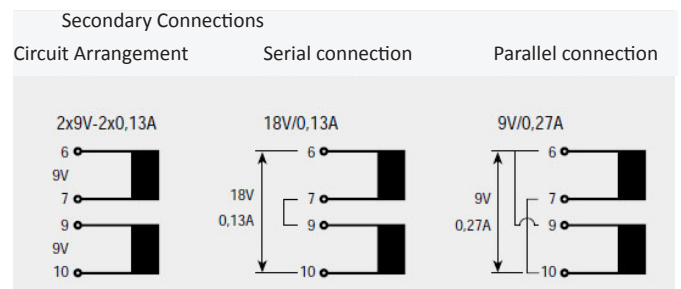 Secondary Connections
Circuit Arrangement Serial connection Parallel connection
2x9V-2x0,13A 18V/0,13A 9V/0,27A
6 6 6
9V
7 18V 7 9V 7
9 0,13A 9 0,27A 9
9V
10 10 10